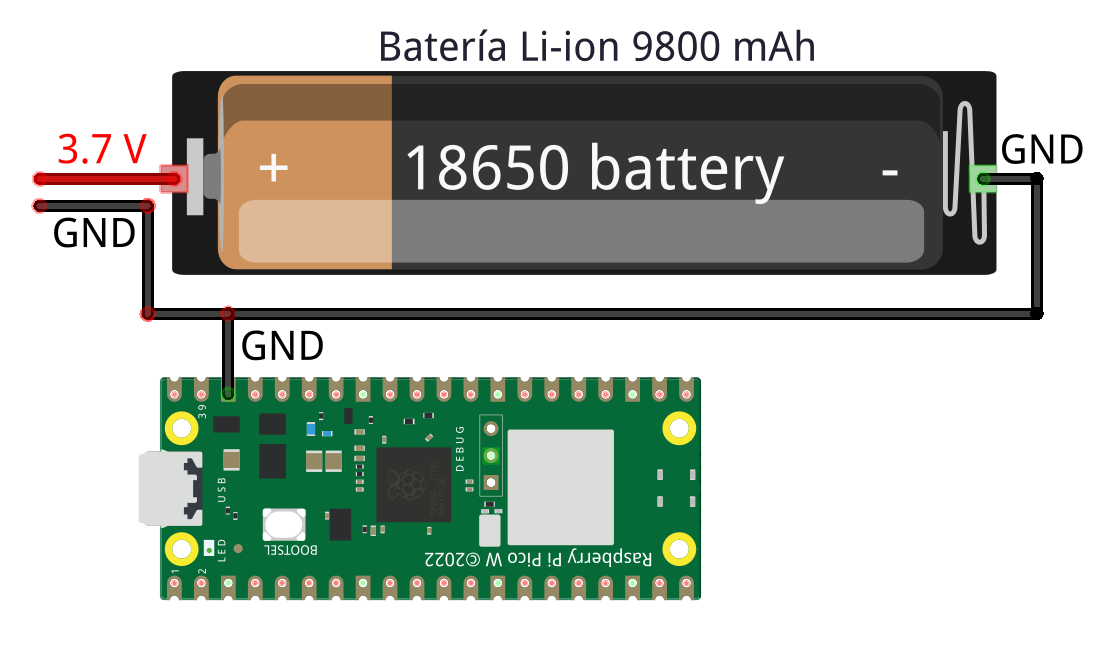 Batería Li-ion 9800 mAh
3.7 V
+
18650 battery
-
GND
GND
GND
39
DEBUG
USB
BOOTSEL
LED
1
2
Raspberry Pi Pico W ©2022